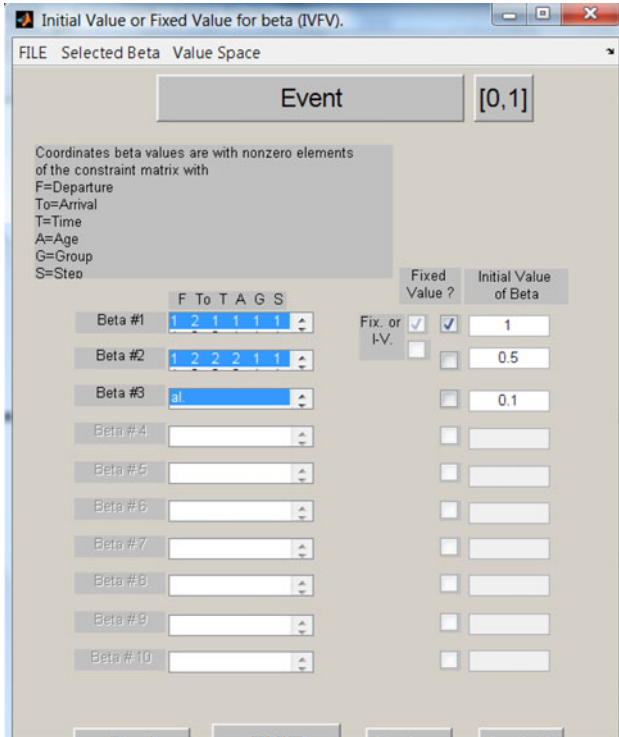 Initial Value or Fixed Value for beta (IVFV).
FILE Selected Beta Value Space
Event
[0,1]
Coordinates beta values are with nonzero elements
of the constraint matrix with
F=Departure
To=Arrival
T=Time
A=Age
G=Group
S=Step
Fixed
Value ?
Initial Value
of Beta
F To T A G S
Beta #1
1 2 1 1 1 1
Fix. or
I-V.
1
Beta #2
1 2 2 2 1 1
0.5
Beta #3
al.
0.1
Beta # 4
Beta # 5
Beta # 6
Beta # 7
Beta # 8
Beta # 9
Beta # 10